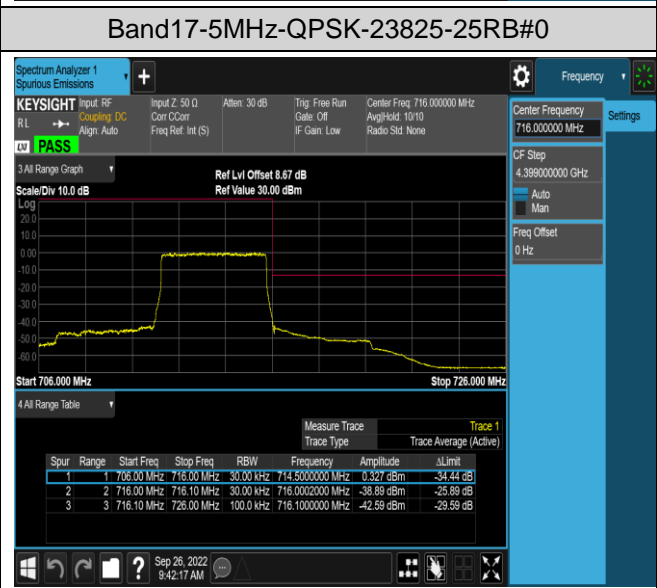 Band17-5MHz-QPSK-23825-25RB#0
Spectrum Analyzer 1
Spurious Emissions
+
Frequency
KEYSIGHT Input: RF Input Z: 50 Ω Atten: 30 dB Trig: Free Run Center Freq: 716.000000 MHz
RL Coupling: DC Corr CCorr Gate: Off Avg|Hold: 10/10
Align: Auto Freq Ref: Int (S) IF Gain: Low Radio Std: None
PASS
Center Frequency
716.000000 MHz
Settings
CF Step
4.399000000 GHz
Auto
Man
Freq Offset
0 Hz
3 All Range Graph
Ref Lvl Offset 8.67 dB
Scale/Div 10.0 dB Ref Value 30.00 dBm
Log
20.0
10.0
0.00
-10.0
-20.0
-30.0
-40.0
-50.0
-60.0
Start 706.000 MHz Stop 726.000 MHz
4 All Range Table
Measure Trace Trace 1
Trace Type Trace Average (Active)
Spur Range Start Freq Stop Freq RBW Frequency Amplitude ΔLimit
1 1 706.00 MHz 716.00 MHz 30.00 kHz 714.5000000 MHz 0.327 dBm -34.44 dB
2 2 716.00 MHz 716.10 MHz 30.00 kHz 716.0002000 MHz -38.89 dBm -25.89 dB
3 3 716.10 MHz 726.00 MHz 100.0 kHz 716.1000000 MHz -42.59 dBm -29.59 dB
?
Sep 26, 2022
9:42:17 AM